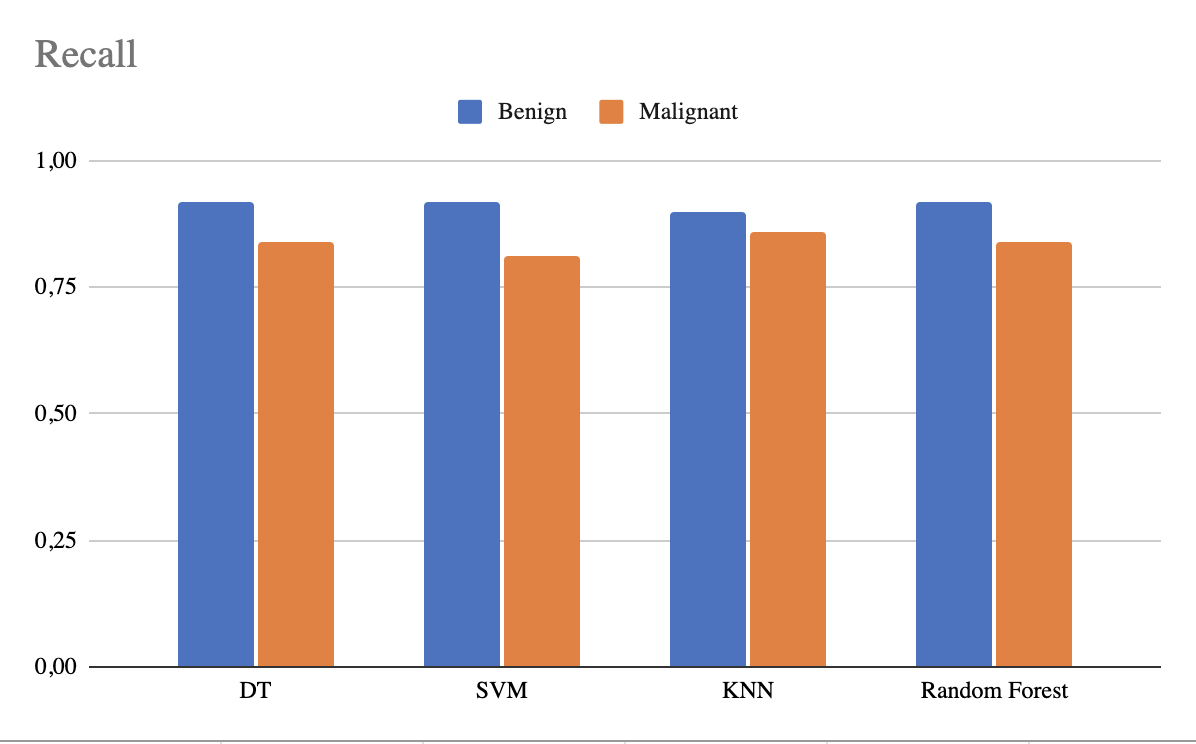 Recall
Benign Malignant
1,00
0,75
0,50
0,25
0,00
DT SVM KNN Random Forest